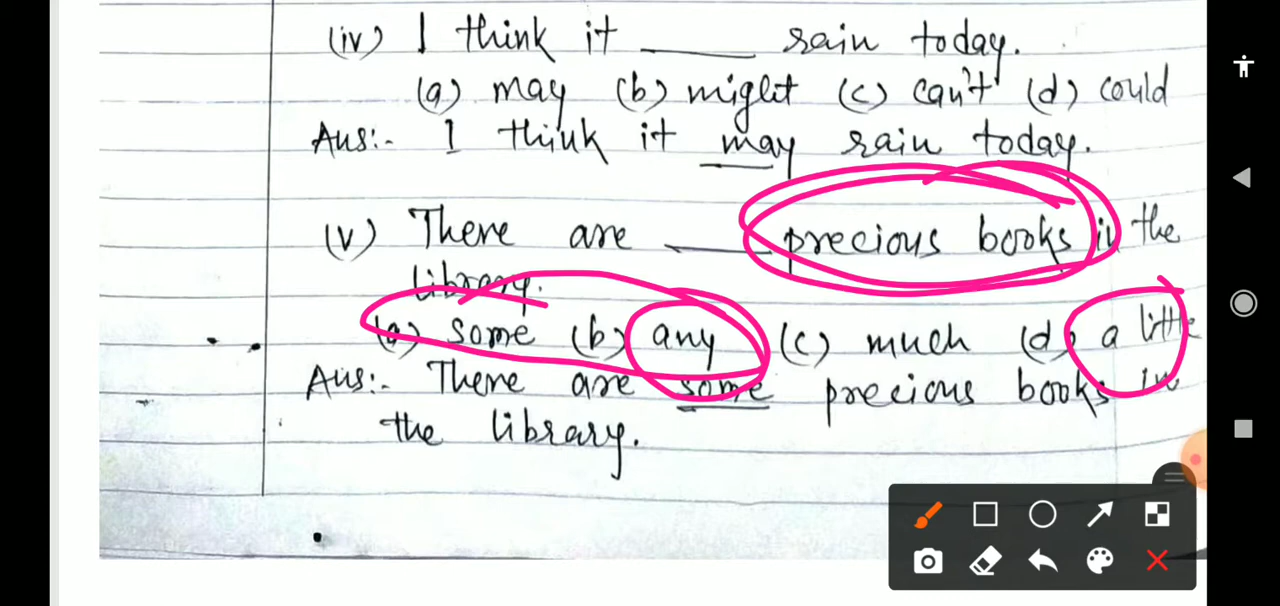 (iv) I think it ____ rain today.
(a) may (b) might (c) can't (d) could
Ans:- I think it may rain today.
(v) There are ____ precious books in the
library.
(a) some (b) any (c) much (d) a little
Ans:- There are some precious books in
the library.